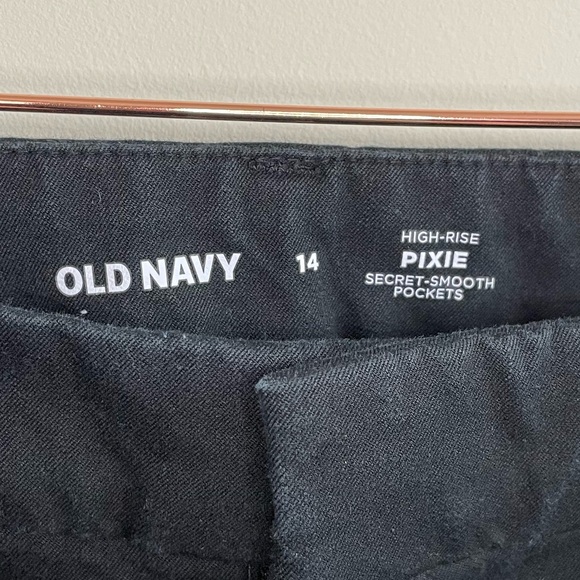 OLD NAVY
14
HIGH-RISE
PIXIE
SECRET-SMOOTH
POCKETS